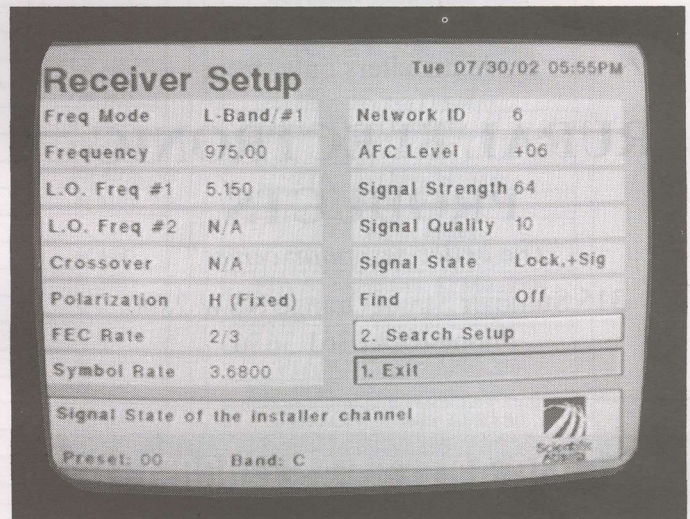 Receiver Setup
Tue 07/30/02 05:55PM
Freq Mode L-Band/#1
Frequency 975.00
L.O. Freq #1 5.150
L.O. Freq #2 N/A
Crossover N/A
Polarization H (Fixed)
FEC Rate 2/3
Symbol Rate 3.6800
Network ID 6
AFC Level +06
Signal Strength 64
Signal Quality 10
Signal State Lock,+Sig
Find Off
2. Search Setup
1. Exit
Signal State of the installer channel
Preset: 00 Band: C
Scientific
Atlanta